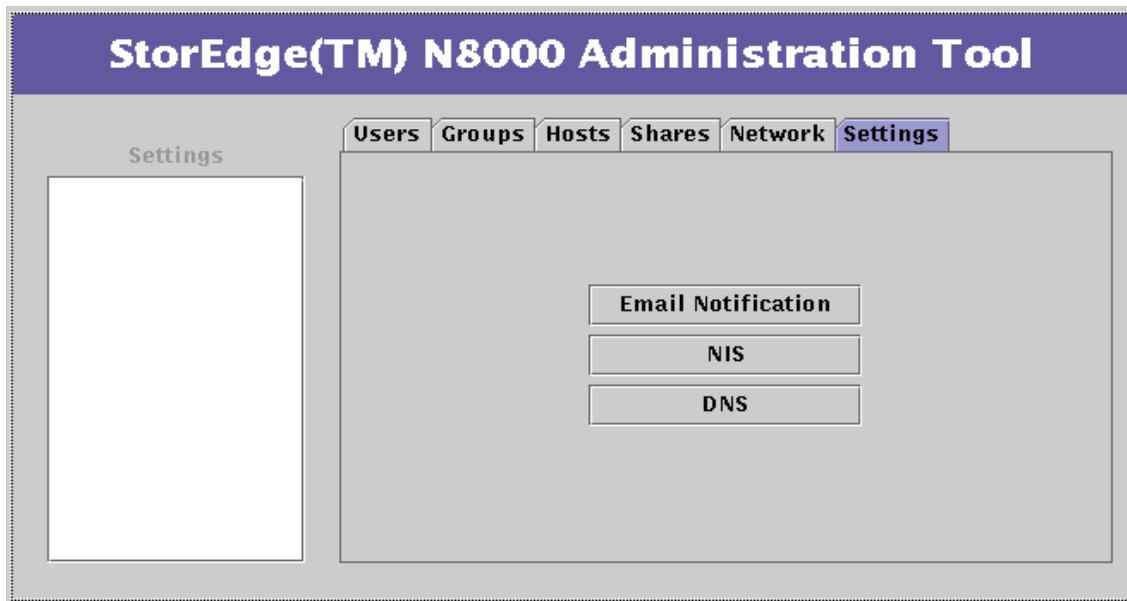 StorEdge(TM) N8000 Administration Tool
Users Groups Hosts Shares Network Settings
Settings
Email Notification
NIS
DNS